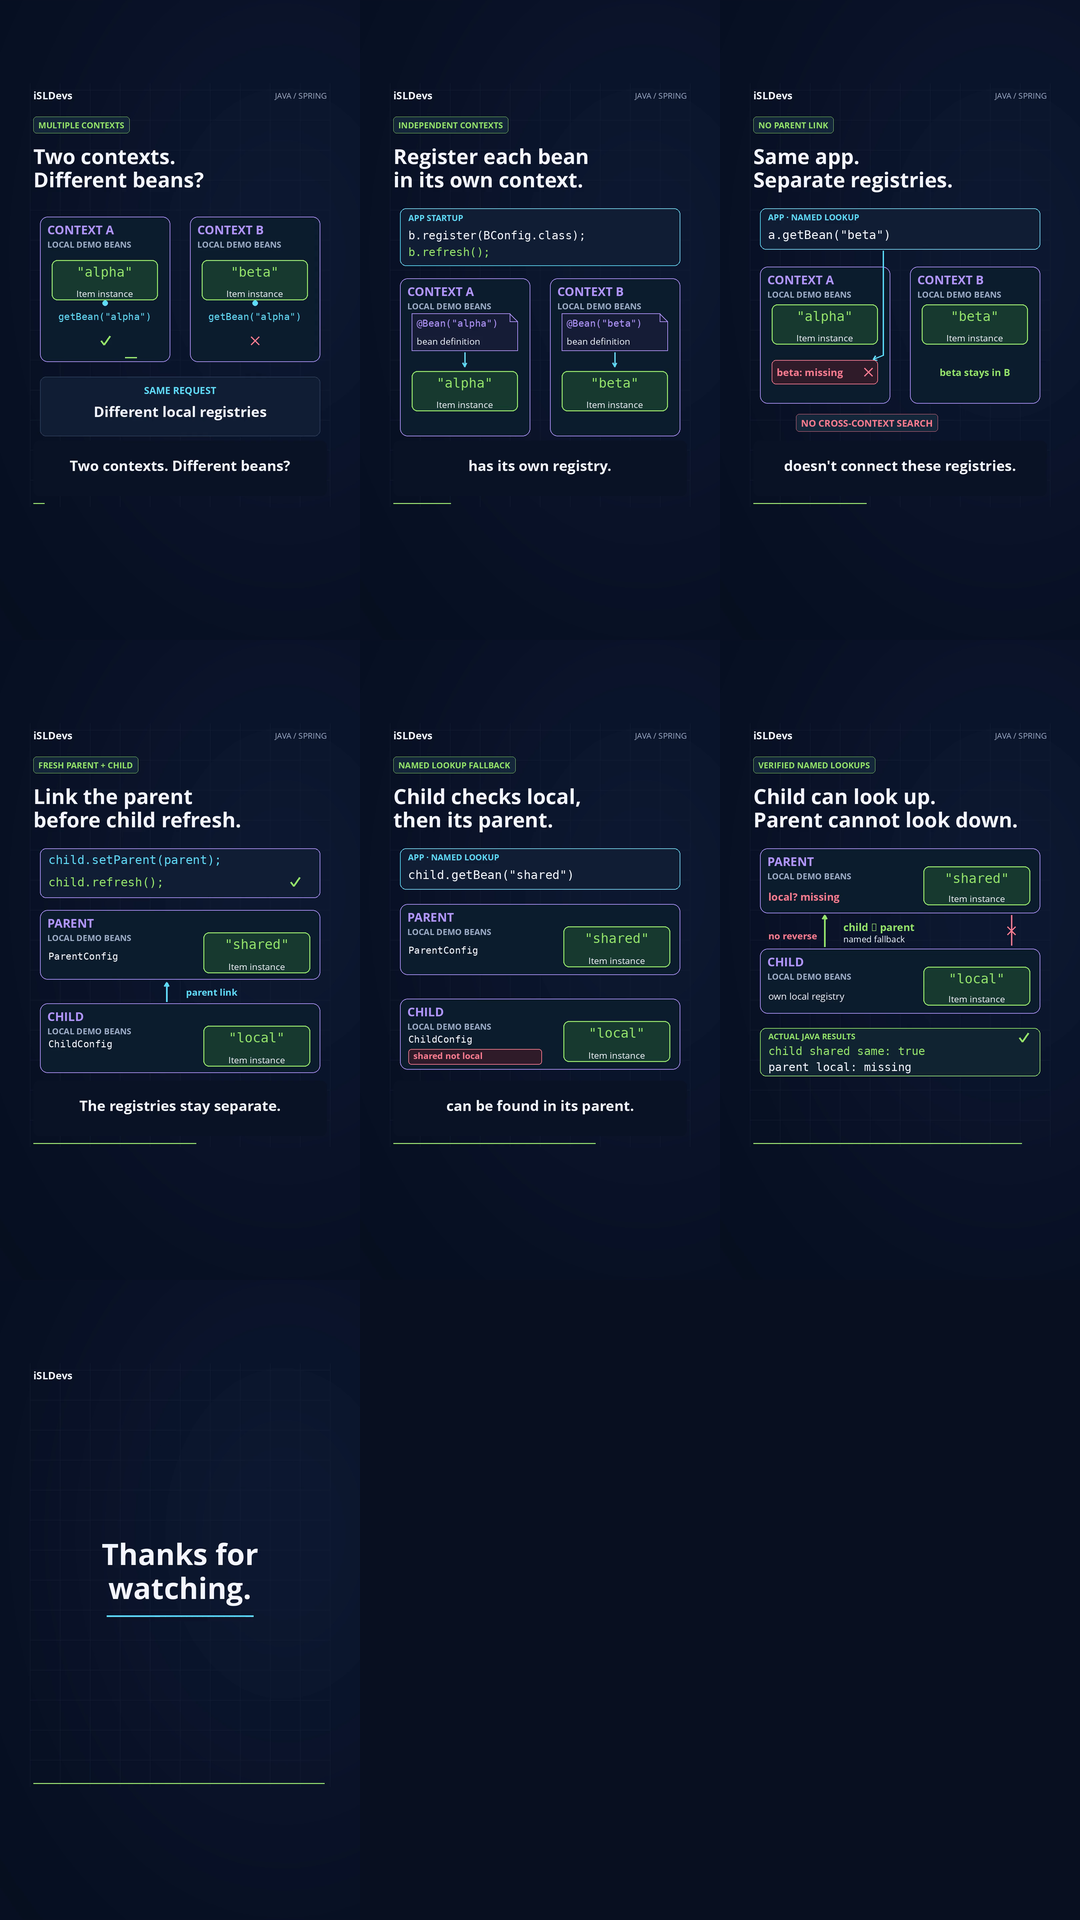 iSLDevs
JAVA / SPRING
MULTIPLE CONTEXTS
Two contexts.
Different beans?
CONTEXT A
LOCAL DEMO BEANS
"alpha"
Item instance
getBean("alpha")
CONTEXT B
LOCAL DEMO BEANS
"beta"
Item instance
getBean("alpha")
SAME REQUEST
Different local registries
Two contexts. Different beans?
iSLDevs
JAVA / SPRING
INDEPENDENT CONTEXTS
Register each bean
in its own context.
APP STARTUP
b.register(BConfig.class);
b.refresh();
CONTEXT A
LOCAL DEMO BEANS
@Bean("alpha")
bean definition
"alpha"
Item instance
CONTEXT B
LOCAL DEMO BEANS
@Bean("beta")
bean definition
"beta"
Item instance
has its own registry.
iSLDevs
JAVA / SPRING
NO PARENT LINK
Same app.
Separate registries.
APP · NAMED LOOKUP
a.getBean("beta")
CONTEXT A
LOCAL DEMO BEANS
"alpha"
Item instance
beta: missing
CONTEXT B
LOCAL DEMO BEANS
"beta"
Item instance
beta stays in B
NO CROSS-CONTEXT SEARCH
doesn't connect these registries.
iSLDevs
JAVA / SPRING
FRESH PARENT + CHILD
Link the parent
before child refresh.
child.setParent(parent);
child.refresh();
PARENT
LOCAL DEMO BEANS
ParentConfig
"shared"
Item instance
parent link
CHILD
LOCAL DEMO BEANS
ChildConfig
"local"
Item instance
The registries stay separate.
iSLDevs
JAVA / SPRING
NAMED LOOKUP FALLBACK
Child checks local,
then its parent.
APP · NAMED LOOKUP
child.getBean("shared")
PARENT
LOCAL DEMO BEANS
ParentConfig
"shared"
Item instance
CHILD
LOCAL DEMO BEANS
ChildConfig
shared not local
"local"
Item instance
can be found in its parent.
iSLDevs
JAVA / SPRING
VERIFIED NAMED LOOKUPS
Child can look up.
Parent cannot look down.
PARENT
LOCAL DEMO BEANS
local? missing
"shared"
Item instance
no reverse
child ▯ parent
named fallback
CHILD
LOCAL DEMO BEANS
own local registry
"local"
Item instance
ACTUAL JAVA RESULTS
child shared same: true
parent local: missing
iSLDevs
Thanks for
watching.